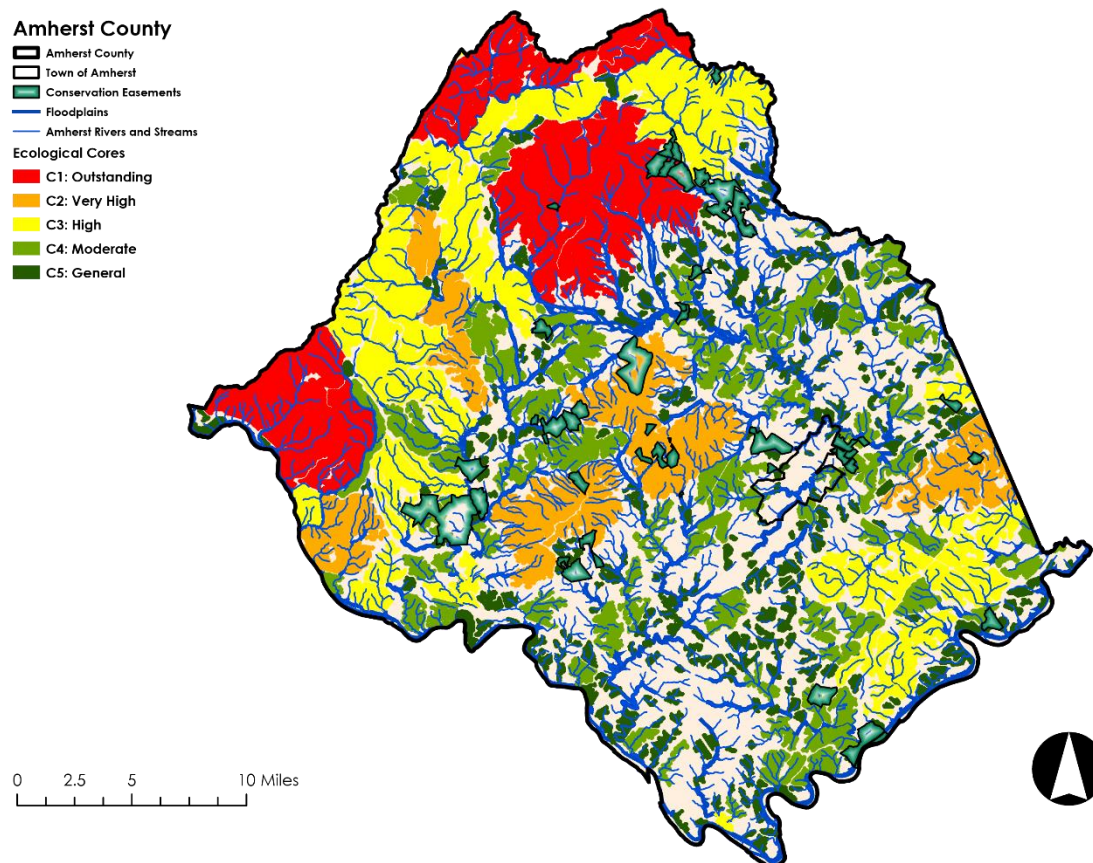 Amherst County
Amherst County
Town of Amherst
Conservation Easements
Floodplains
Amherst Rivers and Streams
Ecological Cores
C1: Outstanding
C2: Very High
C3: High
C4: Moderate
C5: General
0 2.5 5 10 Miles